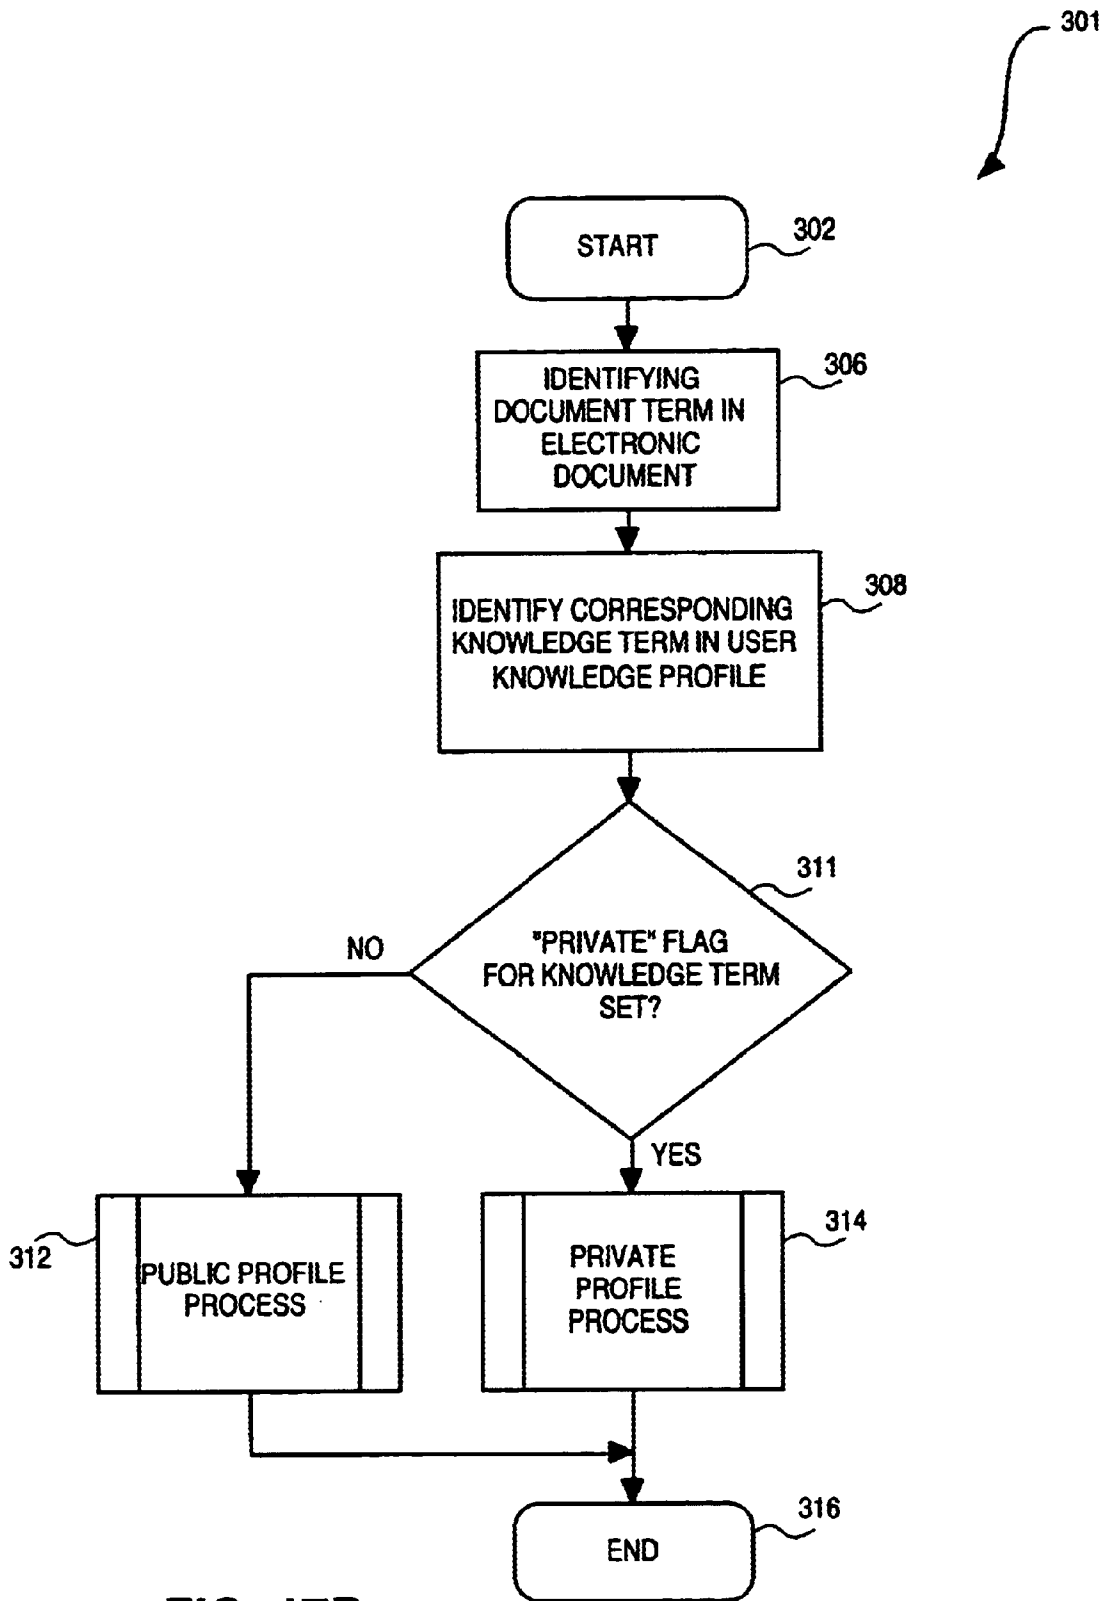 301
START
302
IDENTIFYING
DOCUMENT TERM IN
ELECTRONIC
DOCUMENT
306
IDENTIFY CORRESPONDING
KNOWLEDGE TERM IN USER
KNOWLEDGE PROFILE
308
311
"PRIVATE" FLAG
FOR KNOWLEDGE TERM
SET?
NO
YES
312
PUBLIC PROFILE
PROCESS
PRIVATE
PROFILE
PROCESS
314
END
316